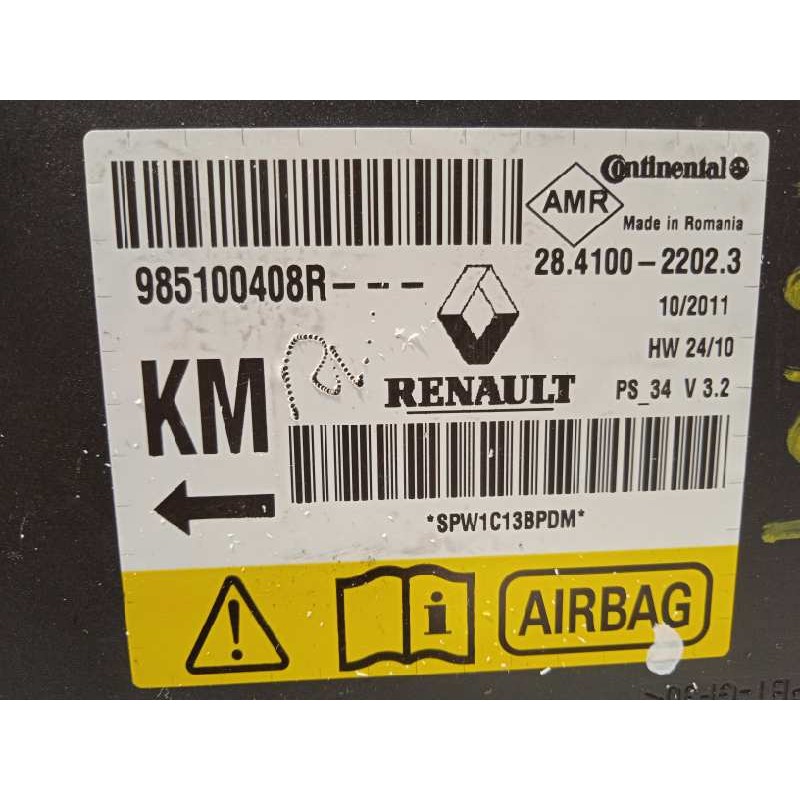 Continental
AMR
Made in Romania
985100408R---
28.4100-2202.3
10/2011
HW 24/10
KM
RENAULT
PS_34 V 3.2
*SPW1C13BPDM*
i
AIRBAG